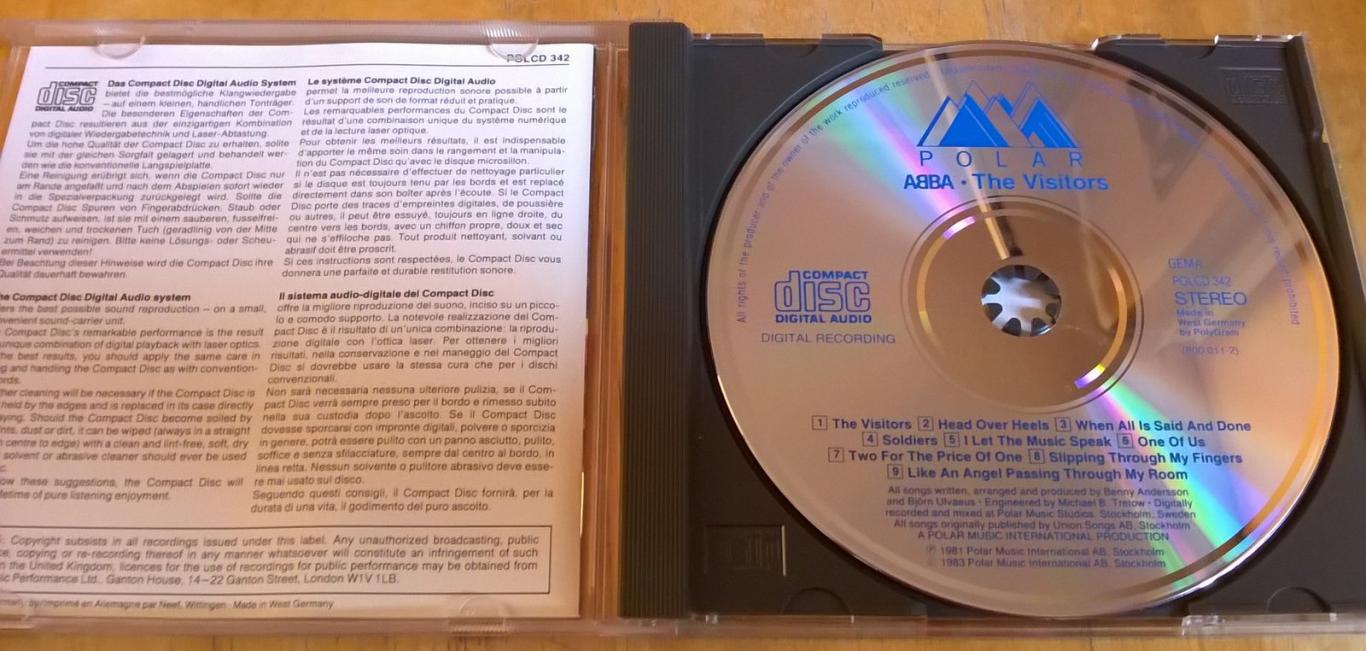 POLCD 342
COMPACT
disc
DIGITAL AUDIO
Das Compact Disc Digital Audio System
bietet die bestmögliche Klangwiedergabe
– auf einem kleinen, handlichen Tonträger.
Die besonderen Eigenschaften der Com-
pact Disc resultieren aus der einzigartigen Kombination
von digitaler Wiedergabetechnik und Laser-Abtastung.
Um die hohe Qualität der Compact Disc zu erhalten, sollte
sie mit der gleichen Sorgfalt gelagert und behandelt wer-
den wie die konventionelle Langspielplatte.
Eine Reinigung erübrigt sich, wenn die Compact Disc nur
am Rande angefaßt und nach dem Abspielen sofort wieder
in die Spezialverpackung zurückgelegt wird. Sollte die
Compact Disc Spuren von Fingerabdrücken, Staub oder
Schmutz aufweisen, ist sie mit einem sauberen, fusselfrei-
en, weichen und trockenen Tuch (geradlinig von der Mitte
zum Rand) zu reinigen. Bitte keine Lösungs- oder Scheu-
ermittel verwenden!
Bei Beachtung dieser Hinweise wird die Compact Disc ihre
Qualität dauerhaft bewahren.
Le système Compact Disc Digital Audio
permet la meilleure reproduction sonore possible à partir
d'un support de son de format réduit et pratique.
Les remarquables performances du Compact Disc sont le
résultat d'une combinaison unique du système numérique
et de la lecture laser optique.
Pour obtenir les meilleurs résultats, il est indispensable
d'apporter le même soin dans le rangement et la manipula-
tion du Compact Disc qu'avec le disque microsillon.
Il n'est pas nécessaire d'effectuer de nettoyage particulier
si le disque est toujours tenu par les bords et est replacé
directement dans son boîtier après l'écoute. Si le Compact
Disc porte des traces d'empreintes digitales, de poussière
ou autres, il peut être essuyé, toujours en ligne droite, du
centre vers les bords, avec un chiffon propre, doux et sec
qui ne s'effiloche pas. Tout produit nettoyant, solvant ou
abrasif doit être proscrit.
Si ces instructions sont respectées, le Compact Disc vous
donnera une parfaite et durable restitution sonore.
Compact Disc Digital Audio system
the best possible sound reproduction – on a small,
sound-carrier unit.
Compact Disc's remarkable performance is the result
combination of digital playback with laser optics.
the best results, you should apply the same care in
and handling the Compact Disc as with convention-
cleaning will be necessary if the Compact Disc is
held by the edges and is replaced in its case directly
Should the Compact Disc become soiled by
dust or dirt, it can be wiped (always in a straight
centre to edge) with a clean and lint-free, soft, dry
solvent or abrasive cleaner should ever be used
these suggestions, the Compact Disc will
of pure listening enjoyment.
Il sistema audio-digitale del Compact Disc
offre la migliore riproduzione del suono, inciso su un picco-
lo e comodo supporto. La notevole realizzazione del Com-
pact Disc è il risultato di un'unica combinazione: la riprodu-
zione digitale con l'ottica laser. Per ottenere i migliori
risultati, nella conservazione e nel maneggio del Compact
Disc si dovrebbe usare la stessa cura che per i dischi
convenzionali.
Non sarà necessaria nessuna ulteriore pulizia, se il Com-
pact Disc verrà sempre preso per il bordo e rimesso subito
nella sua custodia dopo l'ascolto. Se il Compact Disc
dovesse sporcarsi con impronte digitali, polvere o sporcizia
in genere, potrà essere pulito con un panno asciutto, pulito,
soffice e senza sfilacciature, sempre dal centro al bordo, in
linea retta. Nessun solvente o pulitore abrasivo deve esse-
re mai usato sul disco.
Seguendo questi consigli, il Compact Disc fornirà, per la
durata di una vita, il godimento del puro ascolto.
Copyright subsists in all recordings issued under this label. Any unauthorized broadcasting, public
copying or re-recording thereof in any manner whatsoever will constitute an infringement of such
the United Kingdom, licences for the use of recordings for public performance may be obtained from
Performance Ltd., Ganton House, 14–22 Ganton Street, London W1V 1LB.
by/Imprimé en Allemagne par Neef, Wittingen · Made in West Germany
All rights of the producer and of the owner of the work reproduced reserved.
prohibited
POLAR
ABBA · The Visitors
COMPACT
disc
DIGITAL AUDIO
DIGITAL RECORDING
GEMA
POLCD 342
STEREO
Made in
West Germany
by PolyGram
(800 011-2)
1 The Visitors 2 Head Over Heels 3 When All Is Said And Done
4 Soldiers 5 I Let The Music Speak 6 One Of Us
7 Two For The Price Of One 8 Slipping Through My Fingers
9 Like An Angel Passing Through My Room
All songs written, arranged and produced by Benny Andersson
and Björn Ulvaeus · Engineered by Michael B. Tretow · Digitally
recorded and mixed at Polar Music Studios, Stockholm, Sweden
All songs originally published by Union Songs AB, Stockholm
A POLAR MUSIC INTERNATIONAL PRODUCTION
℗ 1981 Polar Music International AB, Stockholm
1983 Polar Music International AB, Stockholm